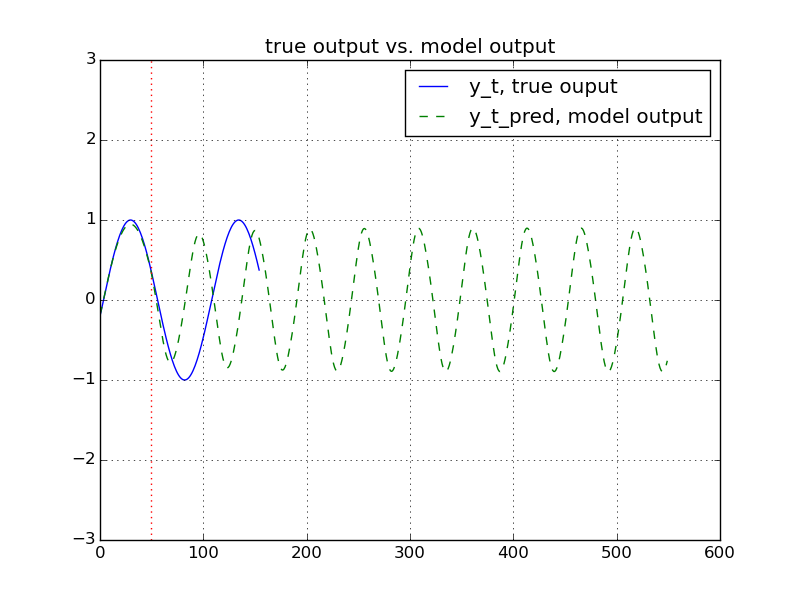 true output vs. model output
y_t, true ouput
y_t_pred, model output
3
2
1
0
−1
−2
−3
0 100 200 300 400 500 600